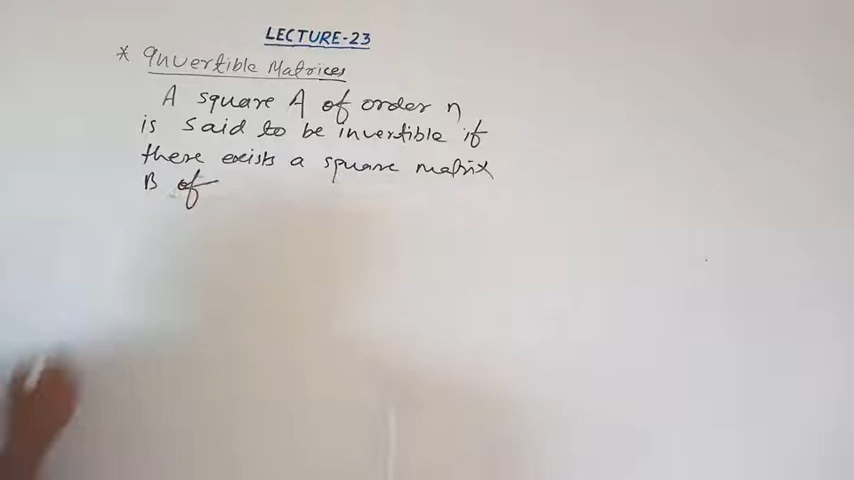 LECTURE-23
* Invertible Matrices
A square A of order n
is said to be invertible if
there exists a square matrix
B of